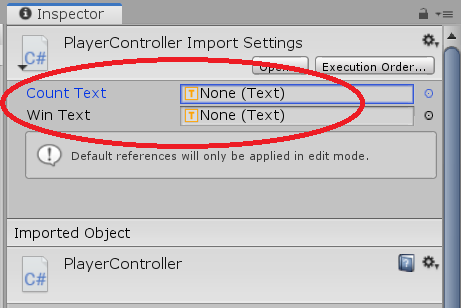 Inspector
C# PlayerController Import Settings
Execution Order...
Count Text None (Text)
Win Text None (Text)
Default references will only be applied in edit mode.
Imported Object
C# PlayerController